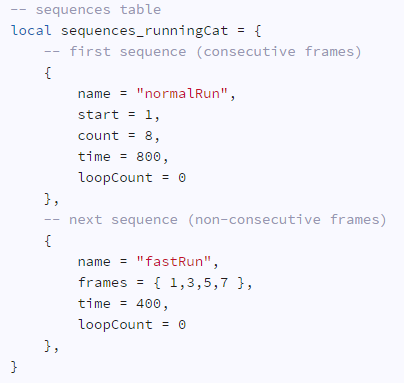 -- sequences table
local sequences_runningCat = {
    -- first sequence (consecutive frames)
    {
        name = "normalRun",
        start = 1,
        count = 8,
        time = 800,
        loopCount = 0
    },
    -- next sequence (non-consecutive frames)
    {
        name = "fastRun",
        frames = { 1,3,5,7 },
        time = 400,
        loopCount = 0
    },
}